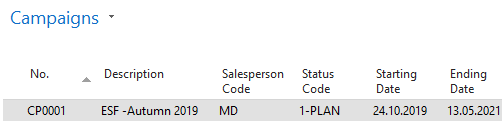 Campaigns
No. Description Salesperson Code Status Code Starting Date Ending Date
CP0001 ESF -Autumn 2019 MD 1-PLAN 24.10.2019 13.05.2021